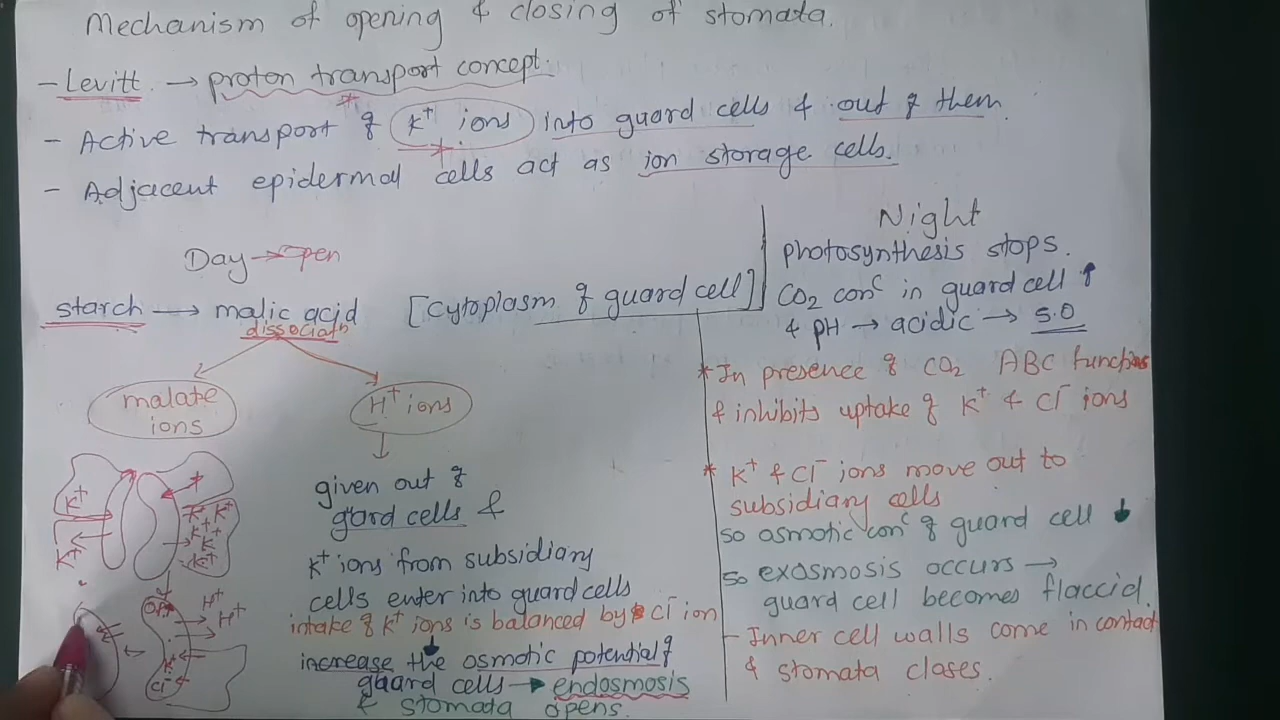 Mechanism of opening & closing of stomata.
- Levitt → proton transport concept.
- Active transport of K+ ions into guard cells & out of them.
- Adjacent epidermal cells act as ion storage cells.
Day → Open
starch → malic acid [cytoplasm of guard cell]
dissociatn
malate ions
H+ ions
given out of
guard cells &
K+ ions from subsidiary
cells enter into guard cells
intake of K+ ions is balanced by Cl- ion
increase the osmotic potential of
guard cells → endosmosis
& stomata opens.
K+
K+
K+ K+
K+
K+
K+
H+
H+
K+
Cl-
Night
photosynthesis stops.
CO2 conc in guard cell ↑
& pH → acidic → 5.0
* In presence of CO2 ABC functions
& inhibits uptake of K+ & Cl- ions
* K+ & Cl- ions move out to
subsidiary cells
so osmotic conc of guard cell ↓
so exosmosis occurs →
guard cell becomes flaccid.
- Inner cell walls come in contact
& stomata closes.